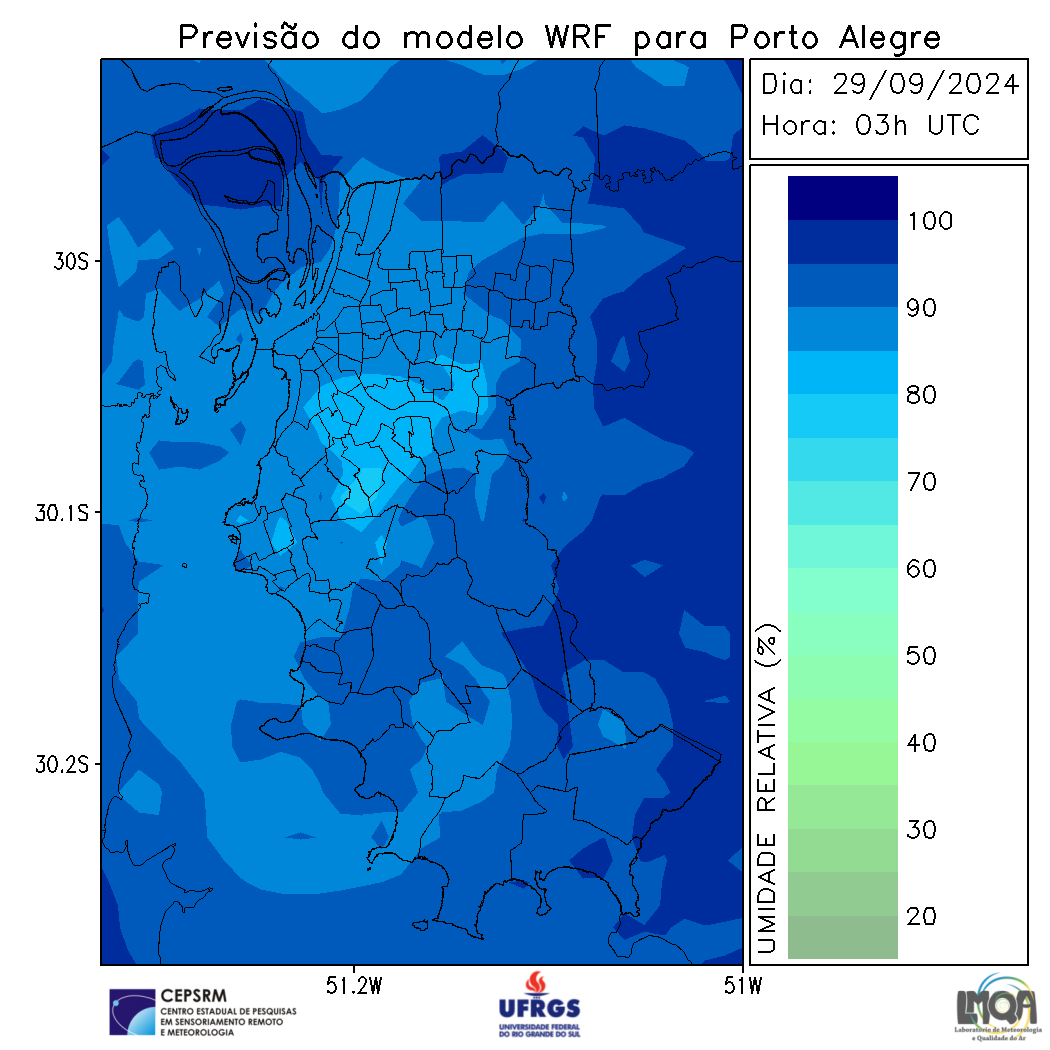 Previsão do modelo WRF para Porto Alegre
Dia: 29/09/2024
Hora: 03h UTC
100
90
80
70
60
50
40
30
20
UMIDADE RELATIVA (%)
30S
30.1S
30.2S
51.2W
51W
CEPSRM
CENTRO ESTADUAL DE PESQUISAS
EM SENSORIAMENTO REMOTO
E METEOROLOGIA
UFRGS
UNIVERSIDADE FEDERAL
DO RIO GRANDE DO SUL
LMQA
Laboratório de Meteorologia
e Qualidade do Ar